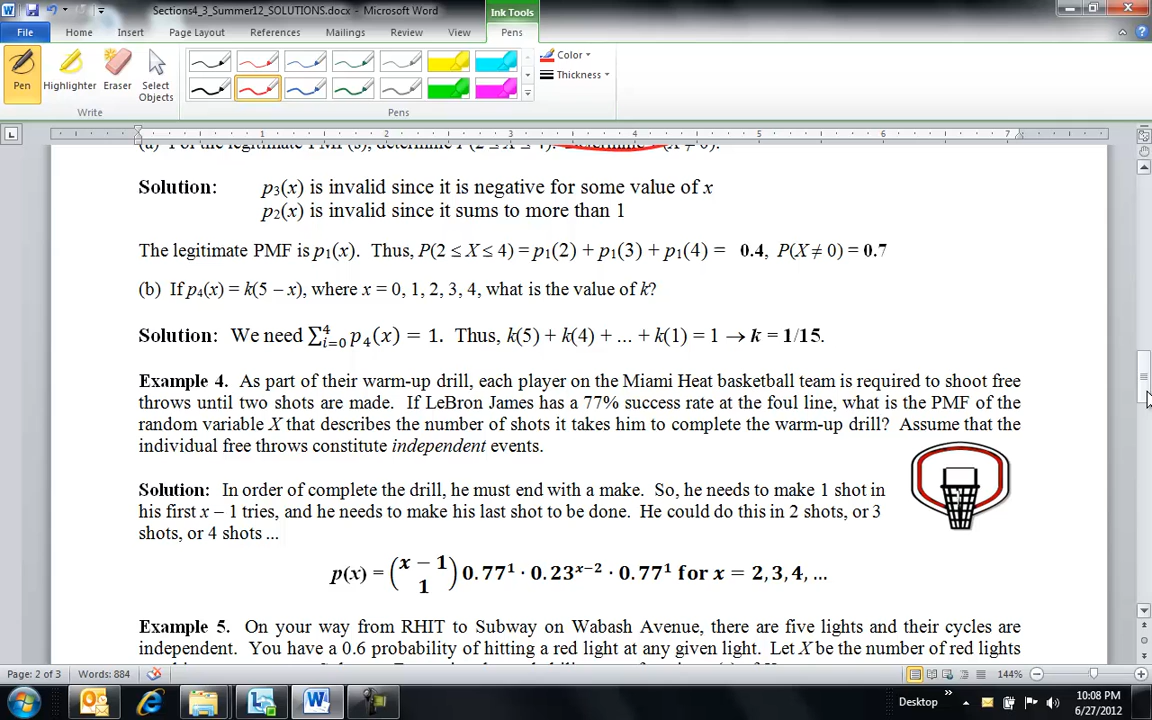 Sections4_3_Summer12_SOLUTIONS.docx - Microsoft Word
Ink Tools
File Home Insert Page Layout References Mailings Review View Pens
Pen Highlighter Eraser Select Objects
Color
Thickness
Write Pens
1 2 3 4 5 6 7
Solution: p3(x) is invalid since it is negative for some value of x
p2(x) is invalid since it sums to more than 1
The legitimate PMF is p1(x). Thus, P(2 ≤ X ≤ 4) = p1(2) + p1(3) + p1(4) = 0.4, P(X ≠ 0) = 0.7
(b) If p4(x) = k(5 – x), where x = 0, 1, 2, 3, 4, what is the value of k?
Solution: We need ∑_{i=0}^{4} p4(x) = 1. Thus, k(5) + k(4) + ... + k(1) = 1 → k = 1/15.
Example 4. As part of their warm-up drill, each player on the Miami Heat basketball team is required to shoot free
throws until two shots are made. If LeBron James has a 77% success rate at the foul line, what is the PMF of the
random variable X that describes the number of shots it takes him to complete the warm-up drill? Assume that the
individual free throws constitute independent events.
Solution: In order of complete the drill, he must end with a make. So, he needs to make 1 shot in
his first x – 1 tries, and he needs to make his last shot to be done. He could do this in 2 shots, or 3
shots, or 4 shots ...
p(x) = (x − 1 1) 0.77^1 · 0.23^{x−2} · 0.77^1 for x = 2, 3, 4, …
Example 5. On your way from RHIT to Subway on Wabash Avenue, there are five lights and their cycles are
independent. You have a 0.6 probability of hitting a red light at any given light. Let X be the number of red lights
Page: 2 of 3 Words: 884 144%
Desktop 10:08 PM
6/27/2012